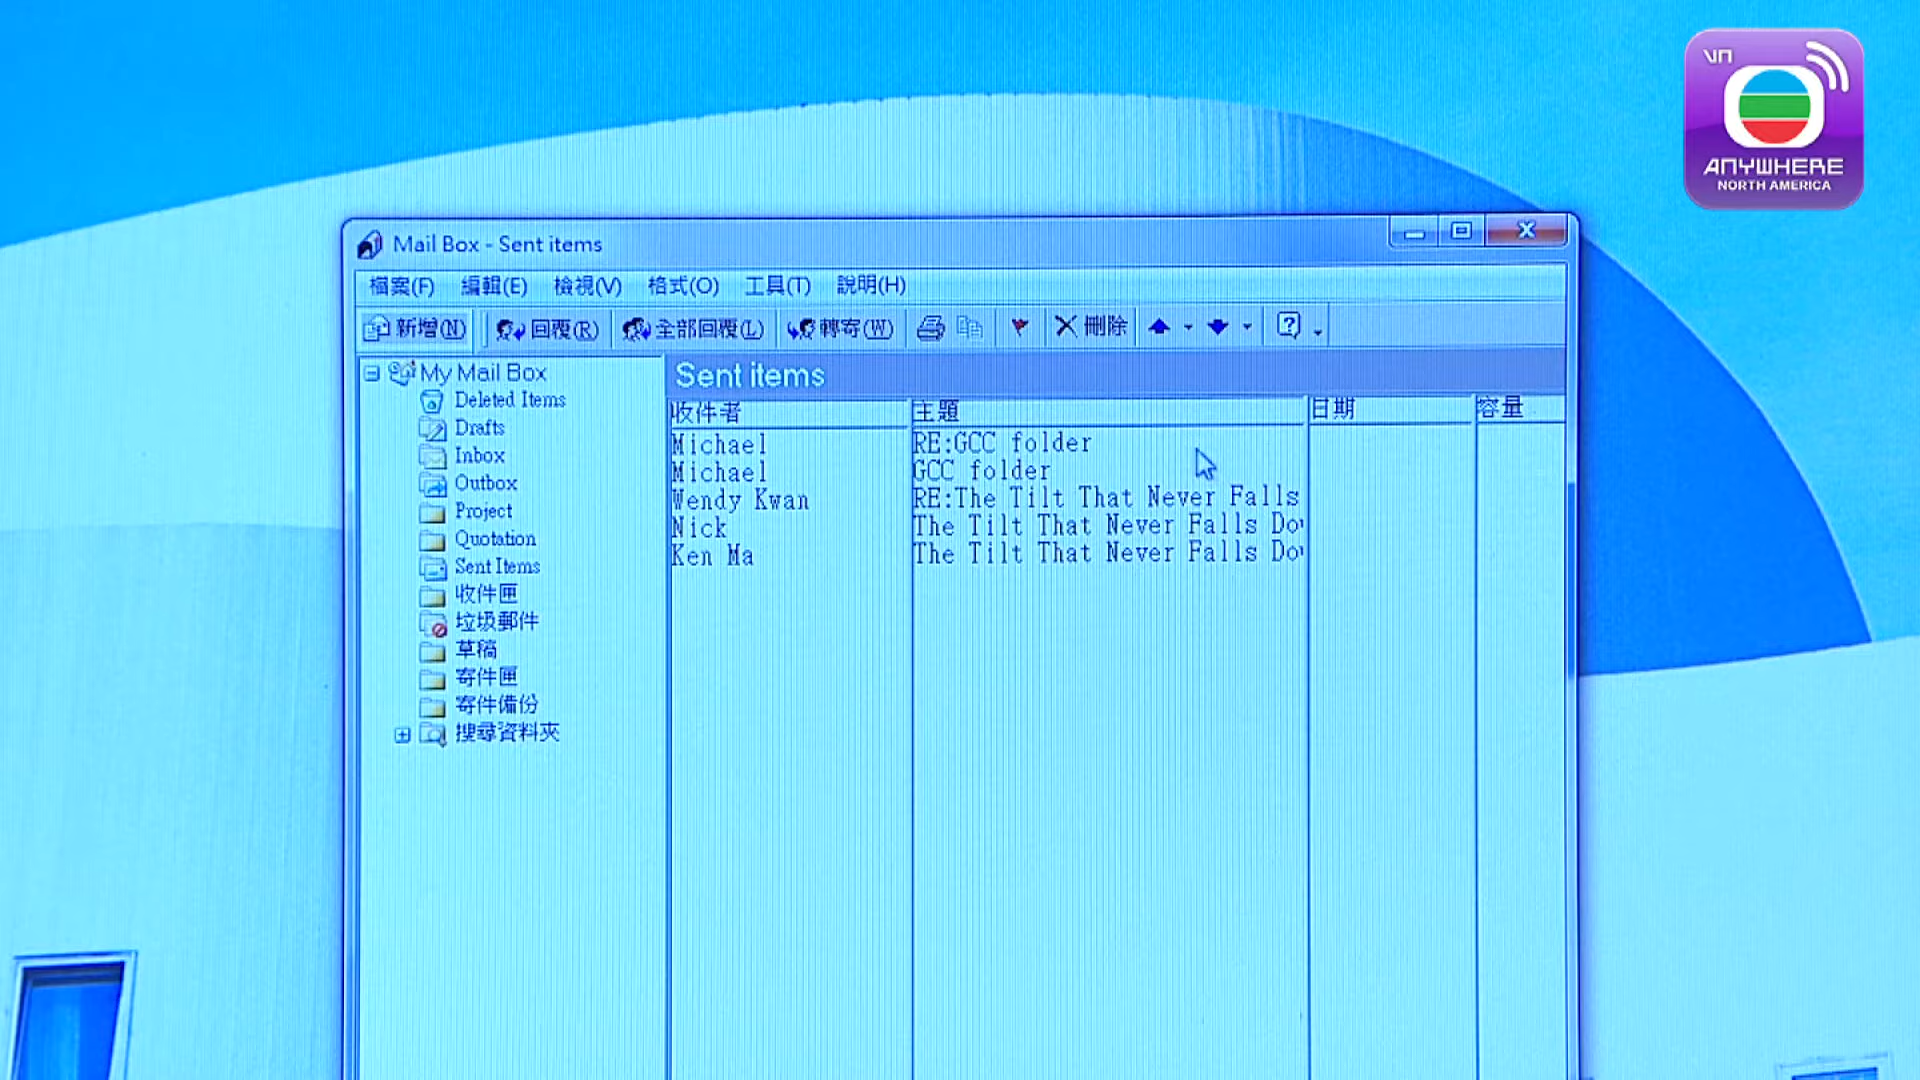 VN
ANYWHERE
NORTH AMERICA
Mail Box - Sent items
檔案(F) 編輯(E) 檢視(V) 格式(O) 工具(T) 說明(H)
新增(N) 回覆(R) 全部回覆(L) 轉寄(W) 刪除
My Mail Box
Deleted Items
Drafts
Inbox
Outbox
Project
Quotation
Sent Items
收件匣
垃圾郵件
草稿
寄件匣
寄件備份
搜尋資料夾
Sent items
收件者 主題 日期 容量
Michael RE:GCC folder
Michael GCC folder
Wendy Kwan RE:The Tilt That Never Falls
Nick The Tilt That Never Falls Do
Ken Ma The Tilt That Never Falls Do